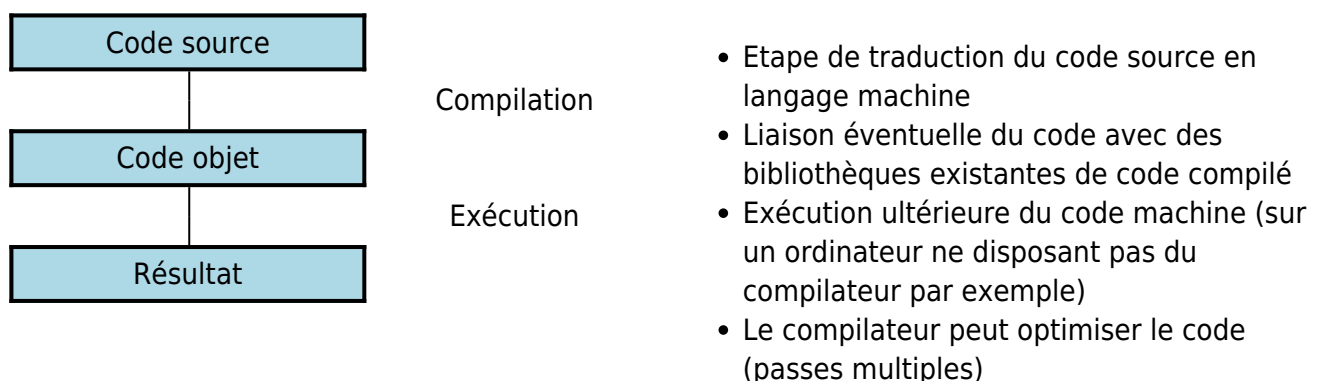 Code source
Compilation
Code objet
Exécution
Résultat
• Etape de traduction du code source en
langage machine
• Liaison éventuelle du code avec des
bibliothèques existantes de code compilé
• Exécution ultérieure du code machine (sur
un ordinateur ne disposant pas du
compilateur par exemple)
• Le compilateur peut optimiser le code
(passes multiples)